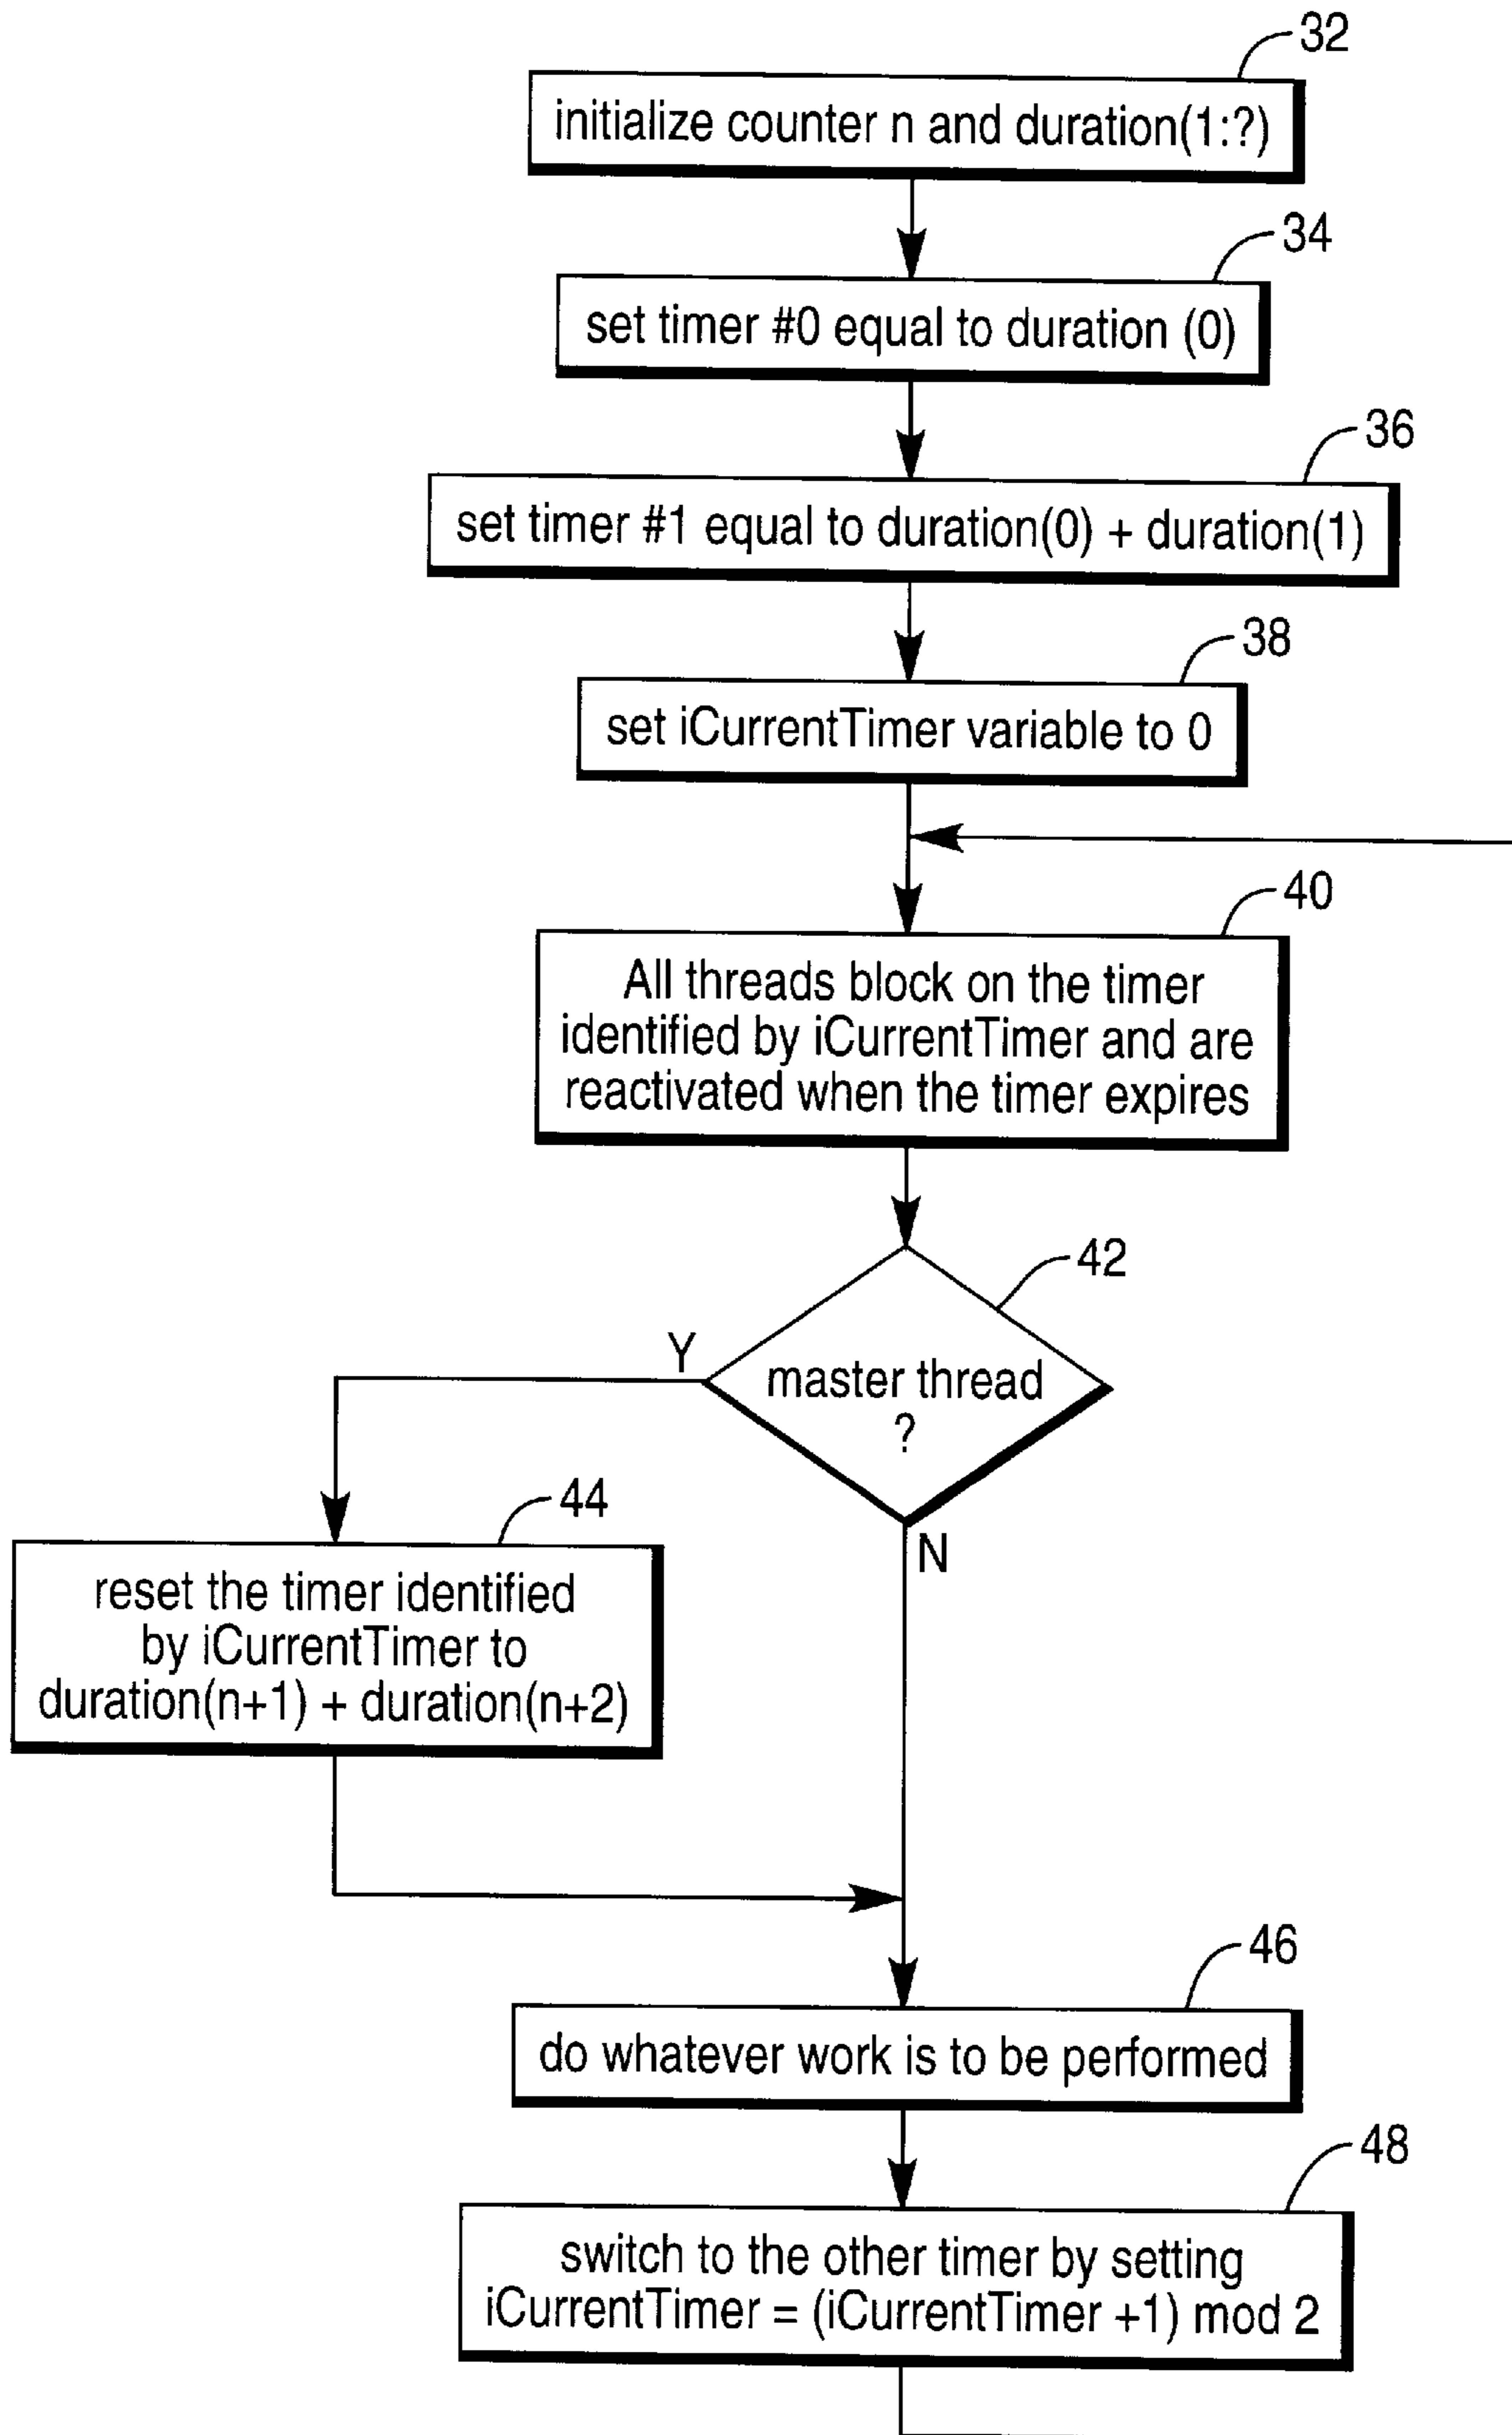 32
initialize counter n and duration(1:?)
34
set timer #0 equal to duration (0)
36
set timer #1 equal to duration(0) + duration(1)
38
set iCurrentTimer variable to 0
40
All threads block on the timer
identified by iCurrentTimer and are
reactivated when the timer expires
42
Y
master thread
?
N
44
reset the timer identified
by iCurrentTimer to
duration(n+1) + duration(n+2)
46
do whatever work is to be performed
48
switch to the other timer by setting
iCurrentTimer = (iCurrentTimer +1) mod 2